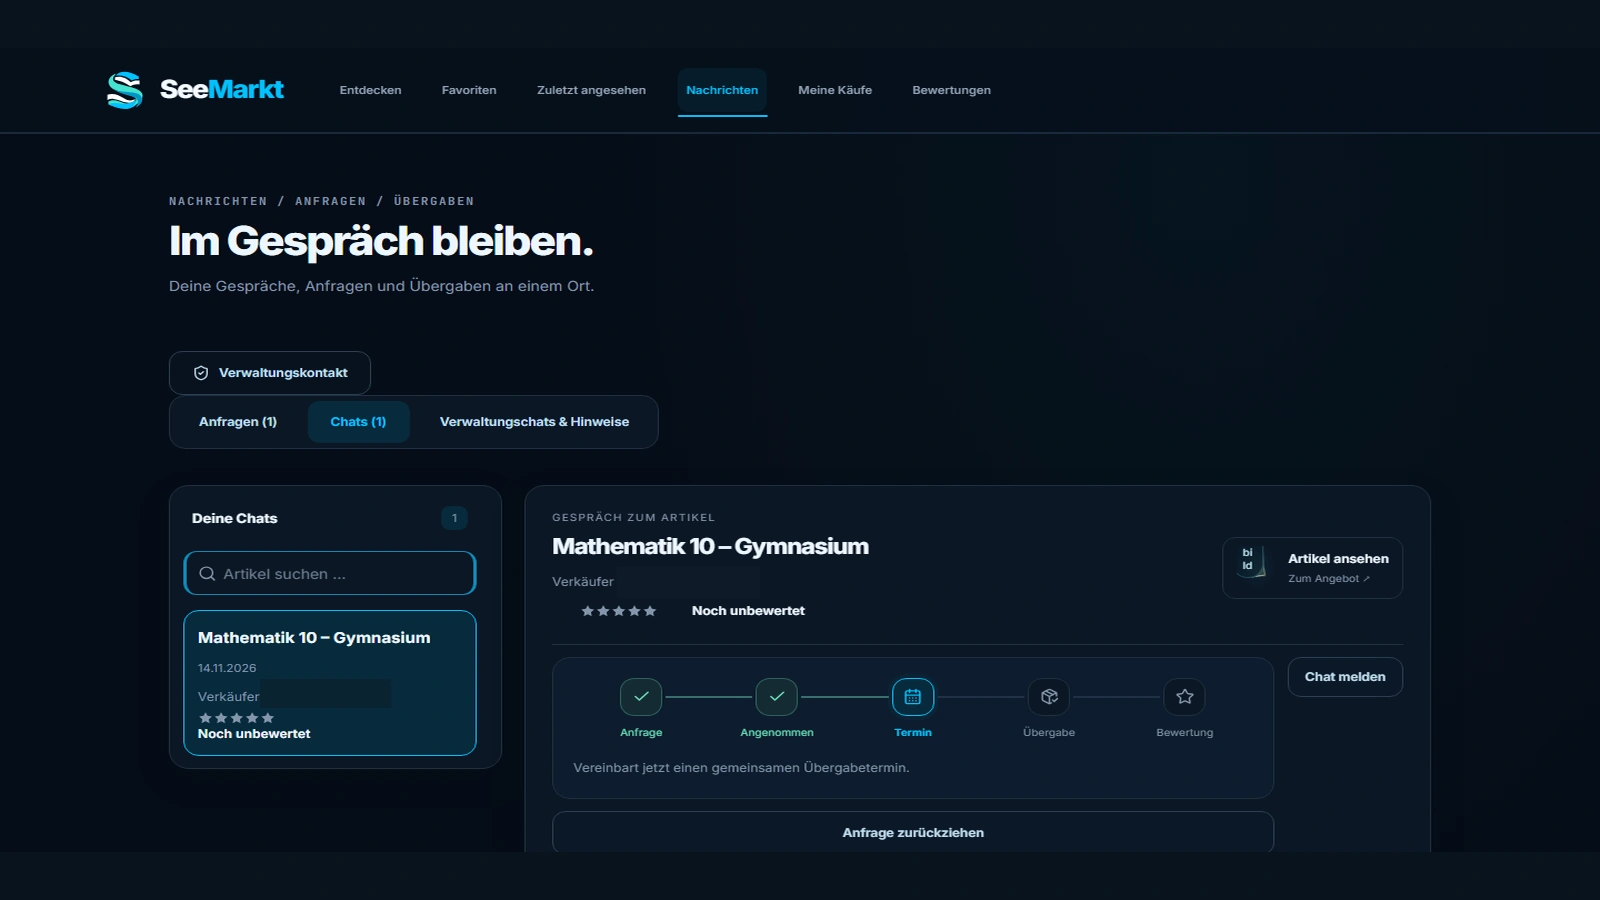 SeeMarkt
Entdecken
Favoriten
Zuletzt angesehen
Nachrichten
Meine Käufe
Bewertungen
NACHRICHTEN / ANFRAGEN / ÜBERGABEN
Im Gespräch bleiben.
Deine Gespräche, Anfragen und Übergaben an einem Ort.
Verwaltungskontakt
Anfragen (1)
Chats (1)
Verwaltungschats & Hinweise
Deine Chats
1
Artikel suchen ...
Mathematik 10 – Gymnasium
14.11.2026
Verkäufer
Noch unbewertet
GESPRÄCH ZUM ARTIKEL
Mathematik 10 – Gymnasium
Verkäufer
Noch unbewertet
bi
ld
Artikel ansehen
Zum Angebot ↗
Chat melden
Anfrage
Angenommen
Termin
Übergabe
Bewertung
Vereinbart jetzt einen gemeinsamen Übergabetermin.
Anfrage zurückziehen